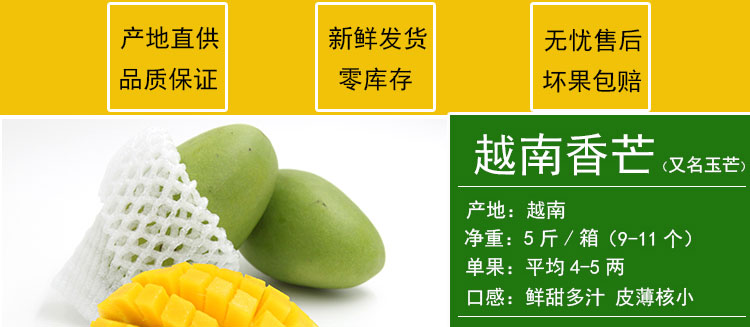 产地直供
品质保证
新鲜发货
零库存
无忧售后
坏果包赔
越南香芒（又名玉芒）
产地：越南
净重：5斤／箱（9-11个）
单果：平均4-5两
口感：鲜甜多汁 皮薄核小